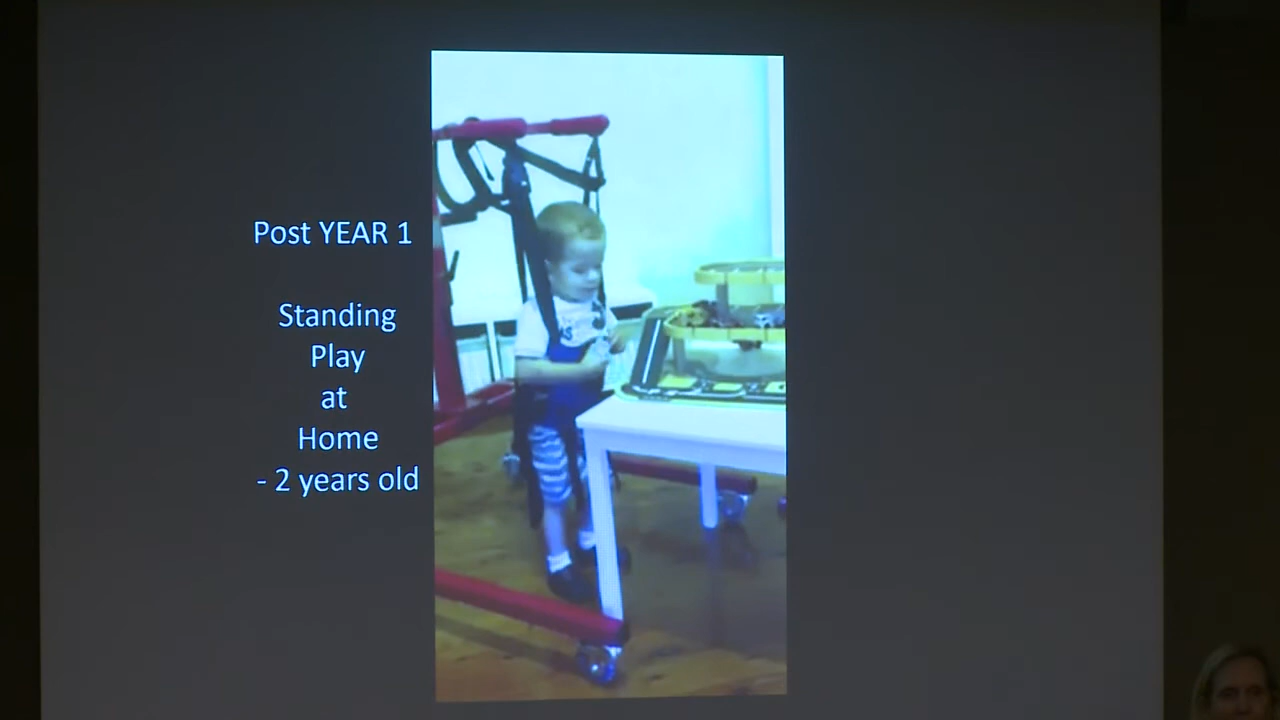 Post YEAR 1
Standing
Play
at
Home
- 2 years old